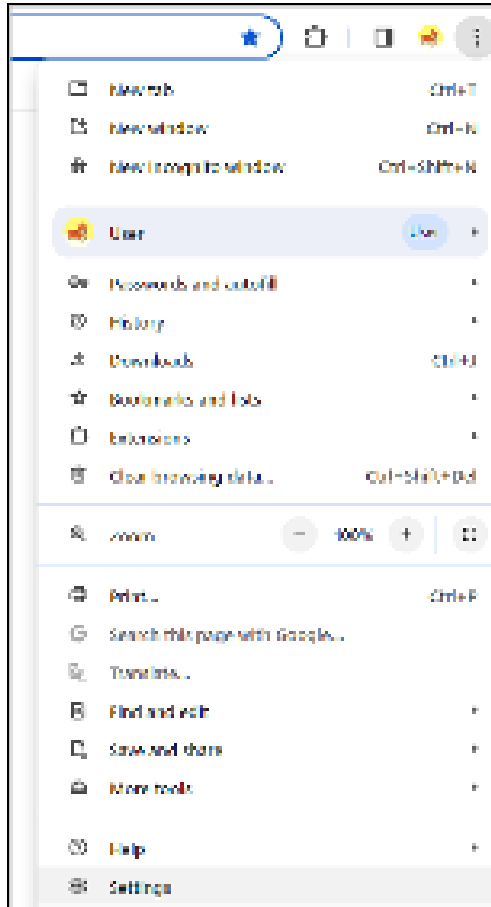 New tab Ctrl+T
New window Ctrl+N
New Incognito window Ctrl+Shift+N
User
Passwords and autofill
History
Downloads Ctrl+J
Bookmarks and lists
Extensions
Clear browsing data... Ctrl+Shift+Del
Zoom − 100% +
Print... Ctrl+P
Search this page with Google...
Translate...
Find and edit
Save and share
More tools
Help
Settings